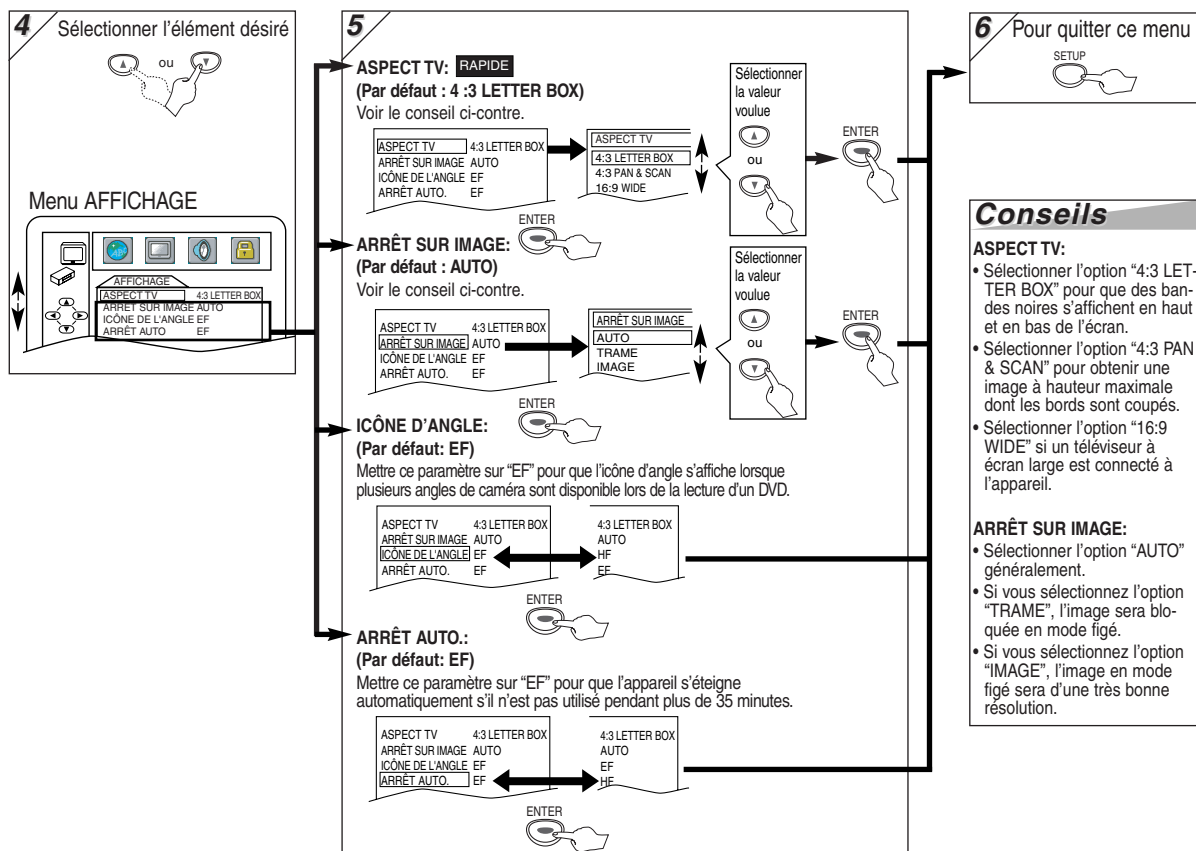 4 Sélectionner l'élément désiré
ou
Menu AFFICHAGE
AFFICHAGE
ASPECT TV 4:3 LETTER BOX
ARRÊT SUR IMAGE AUTO
ICÔNE DE L'ANGLE EF
ARRÊT AUTO EF
5
ASPECT TV: RAPIDE
(Par défaut : 4 :3 LETTER BOX)
Voir le conseil ci-contre.
ASPECT TV 4:3 LETTER BOX
ARRÊT SUR IMAGE AUTO
ICÔNE DE L'ANGLE EF
ARRÊT AUTO. EF
ASPECT TV
4:3 LETTER BOX
4:3 PAN & SCAN
16:9 WIDE
Sélectionner
la valeur
voulue
ou
ENTER
ENTER
ARRÊT SUR IMAGE:
(Par défaut : AUTO)
Voir le conseil ci-contre.
ASPECT TV 4:3 LETTER BOX
ARRÊT SUR IMAGE AUTO
ICÔNE DE L'ANGLE EF
ARRÊT AUTO. EF
ARRÊT SUR IMAGE
AUTO
TRAME
IMAGE
Sélectionner
la valeur
voulue
ou
ENTER
ENTER
ICÔNE D'ANGLE:
(Par défaut: EF)
Mettre ce paramètre sur “EF” pour que l'icône d'angle s'affiche lorsque
plusieurs angles de caméra sont disponible lors de la lecture d'un DVD.
ASPECT TV 4:3 LETTER BOX
ARRÊT SUR IMAGE AUTO
ICÔNE DE L'ANGLE EF
ARRÊT AUTO. EF
4:3 LETTER BOX
AUTO
HF
EF
ENTER
ARRÊT AUTO.:
(Par défaut: EF)
Mettre ce paramètre sur “EF” pour que l'appareil s'éteigne
automatiquement s'il n'est pas utilisé pendant plus de 35 minutes.
ASPECT TV 4:3 LETTER BOX
ARRÊT SUR IMAGE AUTO
ICÔNE DE L'ANGLE EF
ARRÊT AUTO. EF
4:3 LETTER BOX
AUTO
EF
HF
ENTER
6 Pour quitter ce menu
SETUP
Conseils
ASPECT TV:
• Sélectionner l'option “4:3 LET-
TER BOX” pour que des ban-
des noires s'affichent en haut
et en bas de l'écran.
• Sélectionner l'option “4:3 PAN
& SCAN” pour obtenir une
image à hauteur maximale
dont les bords sont coupés.
• Sélectionner l'option “16:9
WIDE” si un téléviseur à
écran large est connecté à
l'appareil.
ARRÊT SUR IMAGE:
• Sélectionner l'option “AUTO”
généralement.
• Si vous sélectionnez l'option
“TRAME”, l'image sera blo-
quée en mode figé.
• Si vous sélectionnez l'option
“IMAGE”, l'image en mode
figé sera d'une très bonne
résolution.